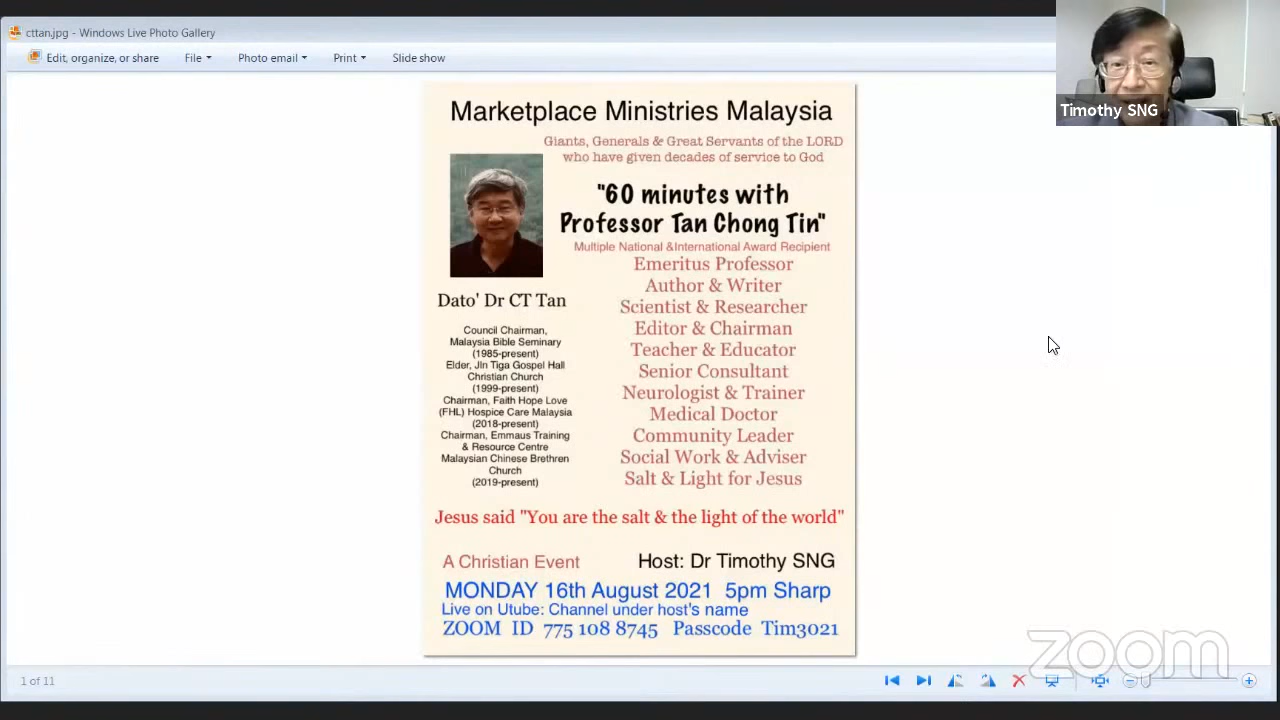 cttan.jpg - Windows Live Photo Gallery
Edit, organize, or share File Photo email Print Slide show
Timothy SNG
Marketplace Ministries Malaysia
Giants, Generals & Great Servants of the LORD
who have given decades of service to God
"60 minutes with
Professor Tan Chong Tin"
Multiple National &International Award Recipient
Emeritus Professor
Author & Writer
Scientist & Researcher
Editor & Chairman
Teacher & Educator
Senior Consultant
Neurologist & Trainer
Medical Doctor
Community Leader
Social Work & Adviser
Salt & Light for Jesus
Dato' Dr CT Tan
Council Chairman,
Malaysia Bible Seminary
(1985-present)
Elder, Jln Tiga Gospel Hall
Christian Church
(1999-present)
Chairman, Faith Hope Love
(FHL) Hospice Care Malaysia
(2018-present)
Chairman, Emmaus Training
& Resource Centre
Malaysian Chinese Brethren
Church
(2019-present)
Jesus said "You are the salt & the light of the world"
A Christian Event Host: Dr Timothy SNG
MONDAY 16th August 2021 5pm Sharp
Live on Utube: Channel under host's name
ZOOM ID 775 108 8745 Passcode Tim3021
zoom
1 of 11